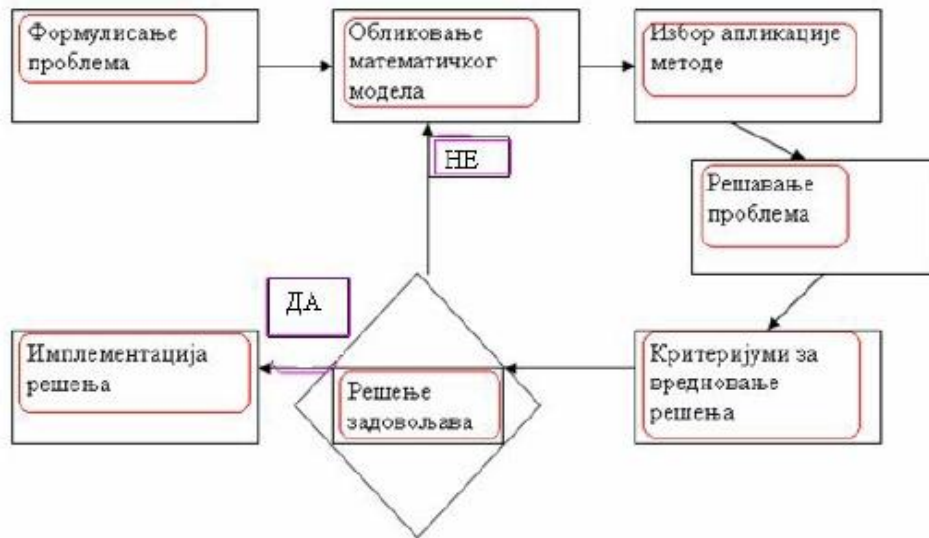 Формулисање
проблема
Обликовање
математичког
модела
Избор апликације
методе
НЕ
Решавање
проблема
ДА
Имплементација
решења
Решење
задовољава
Критеријуми за
вредновање
решења